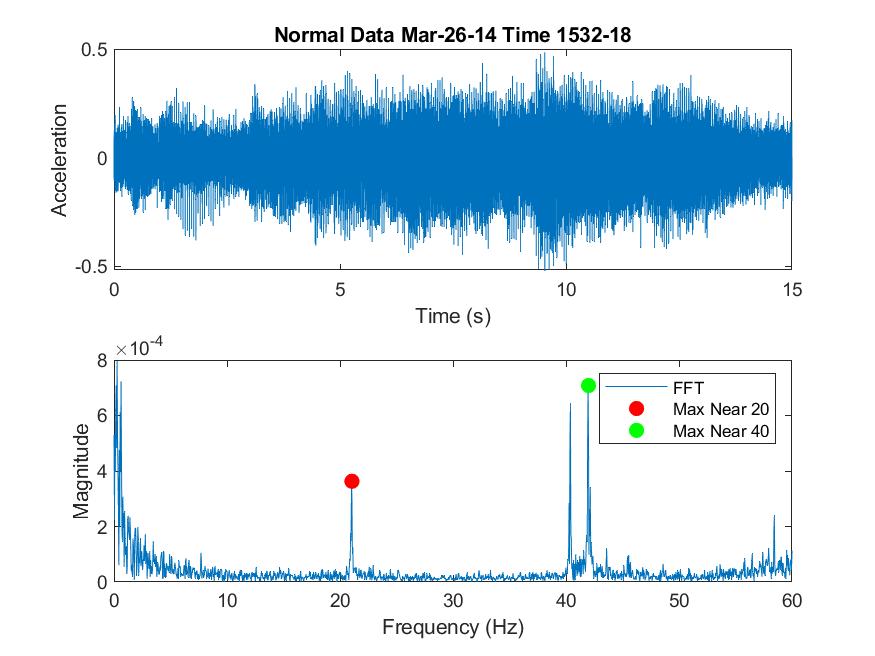 Normal Data Mar-26-14 Time 1532-18
0.5
0
-0.5
Acceleration
0 5 10 15
Time (s)
×10-4
8
6
4
2
0
Magnitude
FFT
Max Near 20
Max Near 40
0 10 20 30 40 50 60
Frequency (Hz)